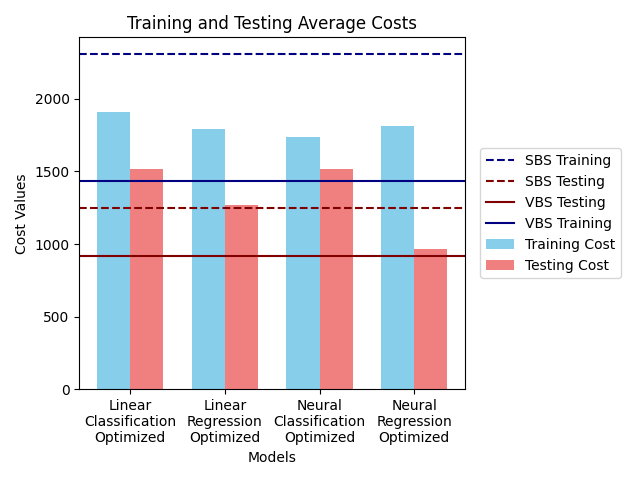 Training and Testing Average Costs
Cost Values
2000
1500
1000
500
0
Linear
Classification
Optimized
Linear
Regression
Optimized
Neural
Classification
Optimized
Neural
Regression
Optimized
Models
SBS Training
SBS Testing
VBS Testing
VBS Training
Training Cost
Testing Cost